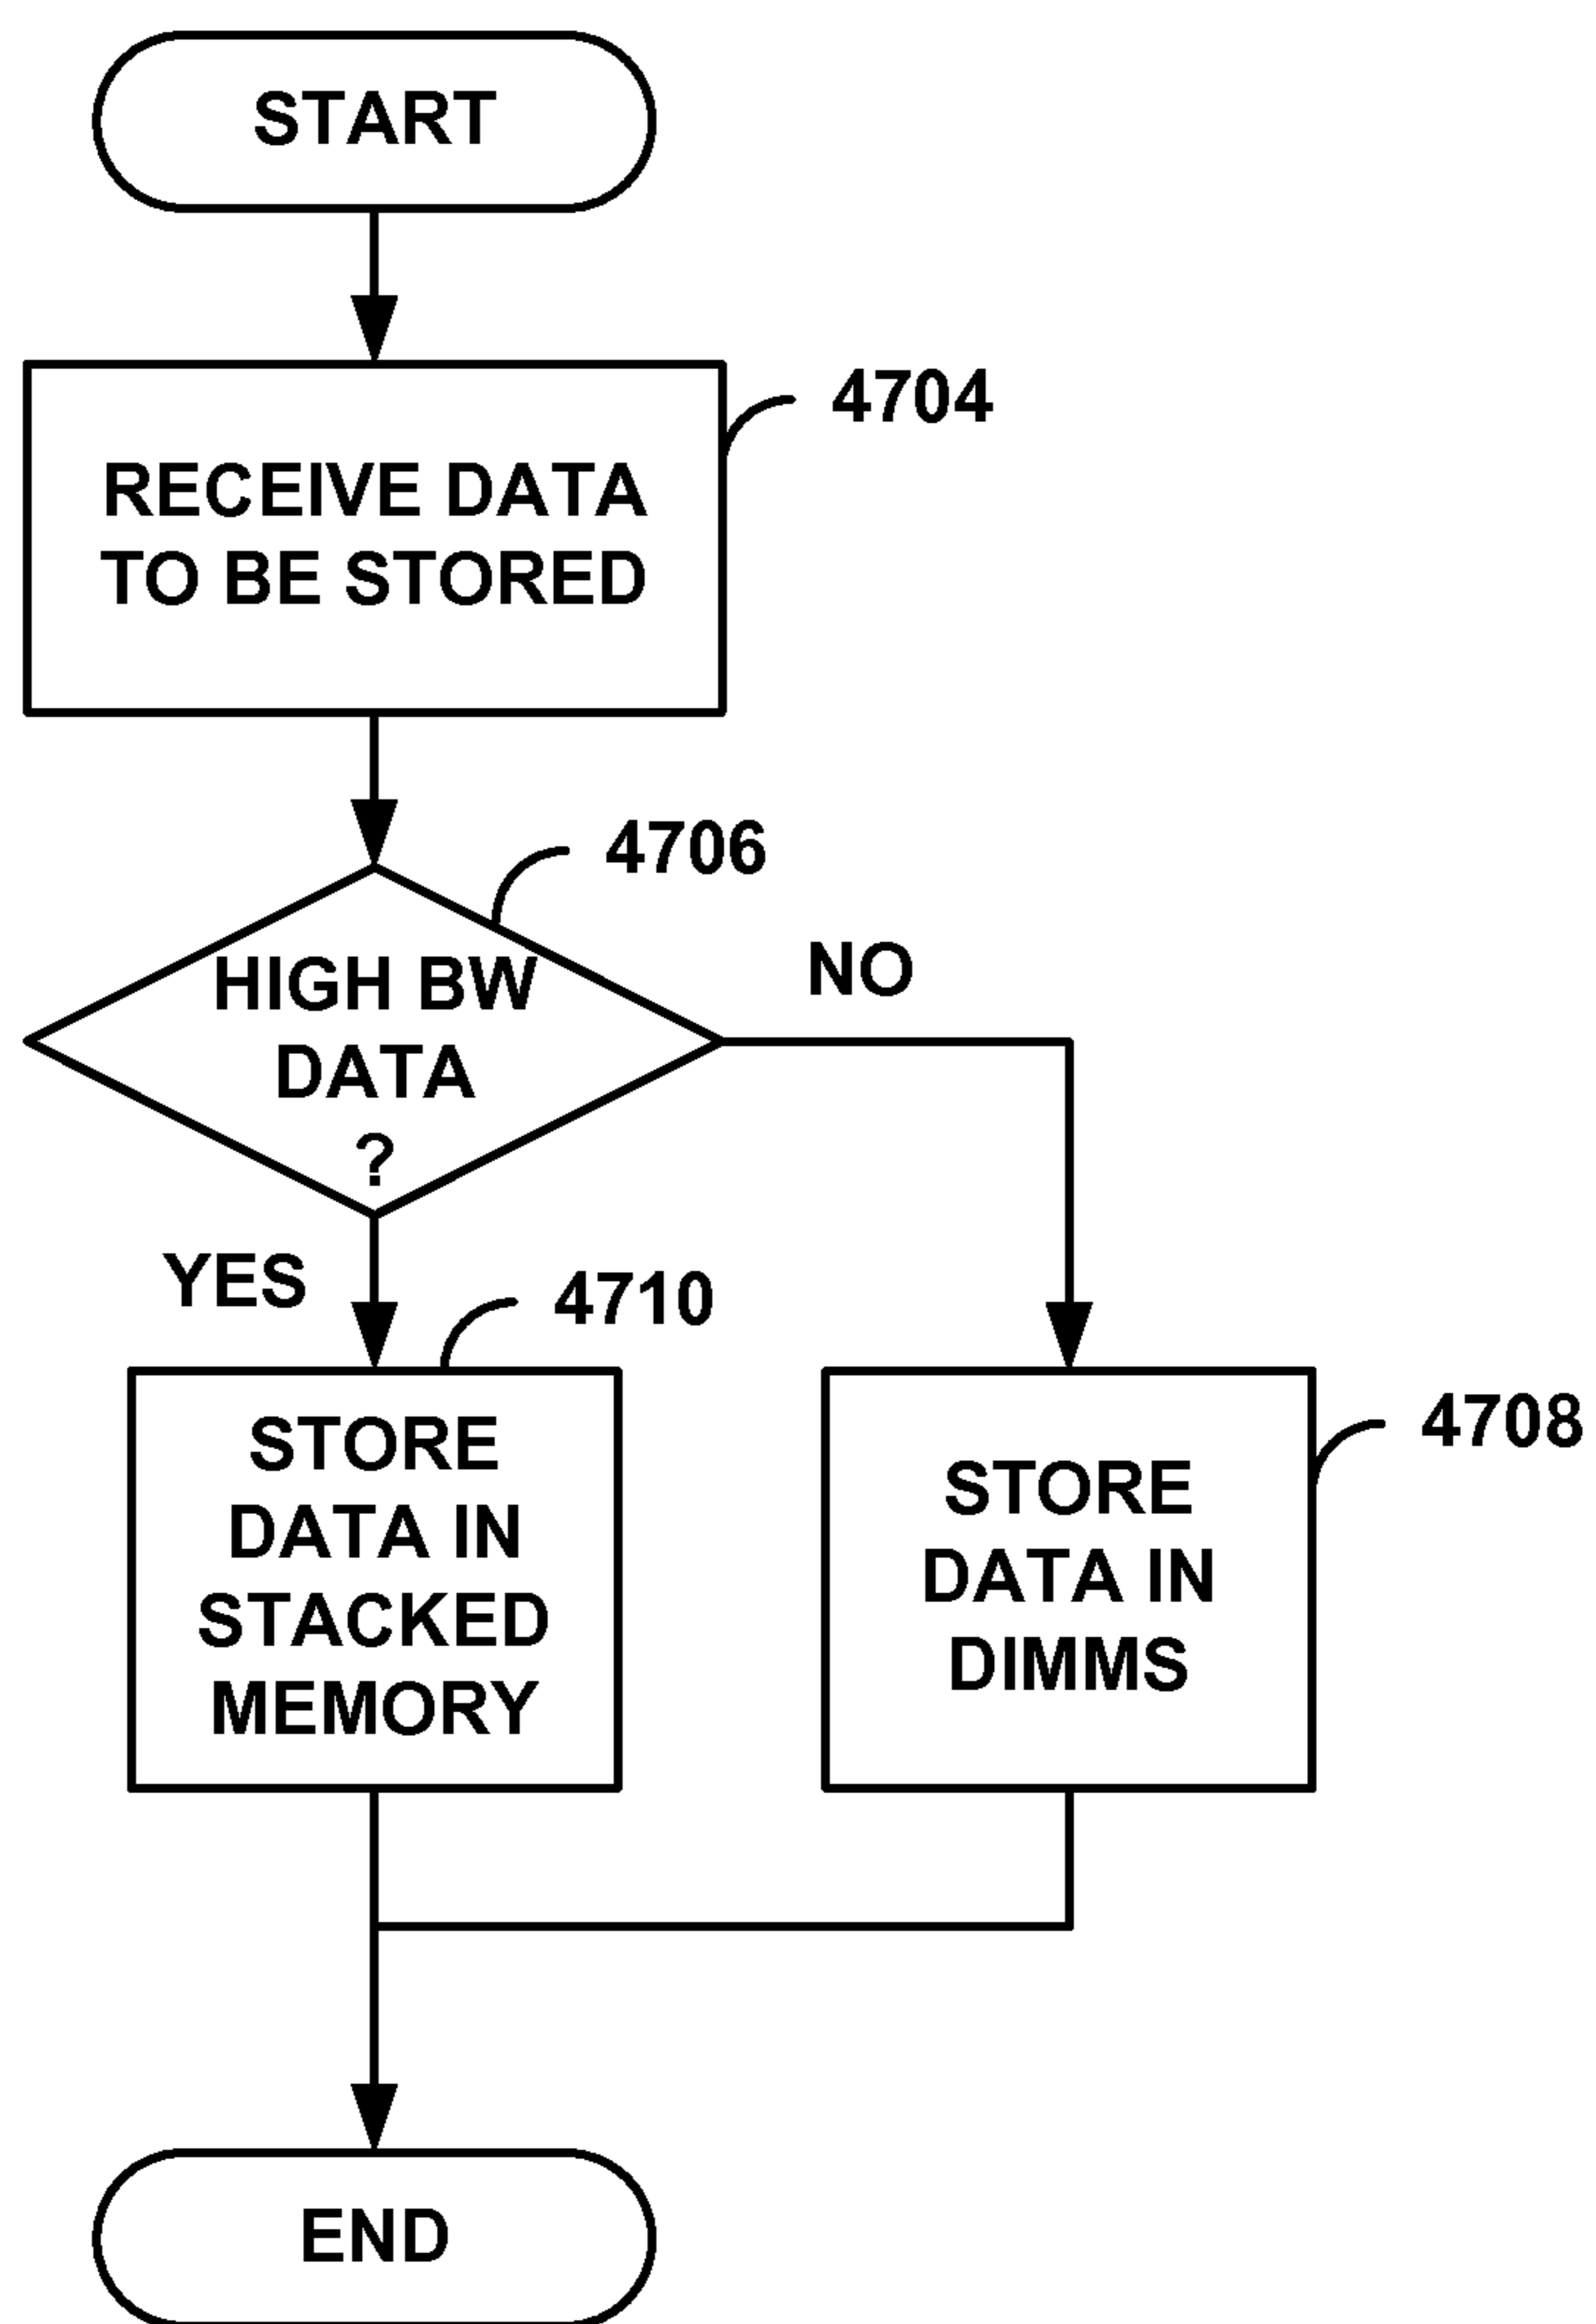 START
4704
RECEIVE DATA
TO BE STORED
4706
HIGH BW
DATA
?
NO
YES
4710
STORE
DATA IN
STACKED
MEMORY
4708
STORE
DATA IN
DIMMS
END